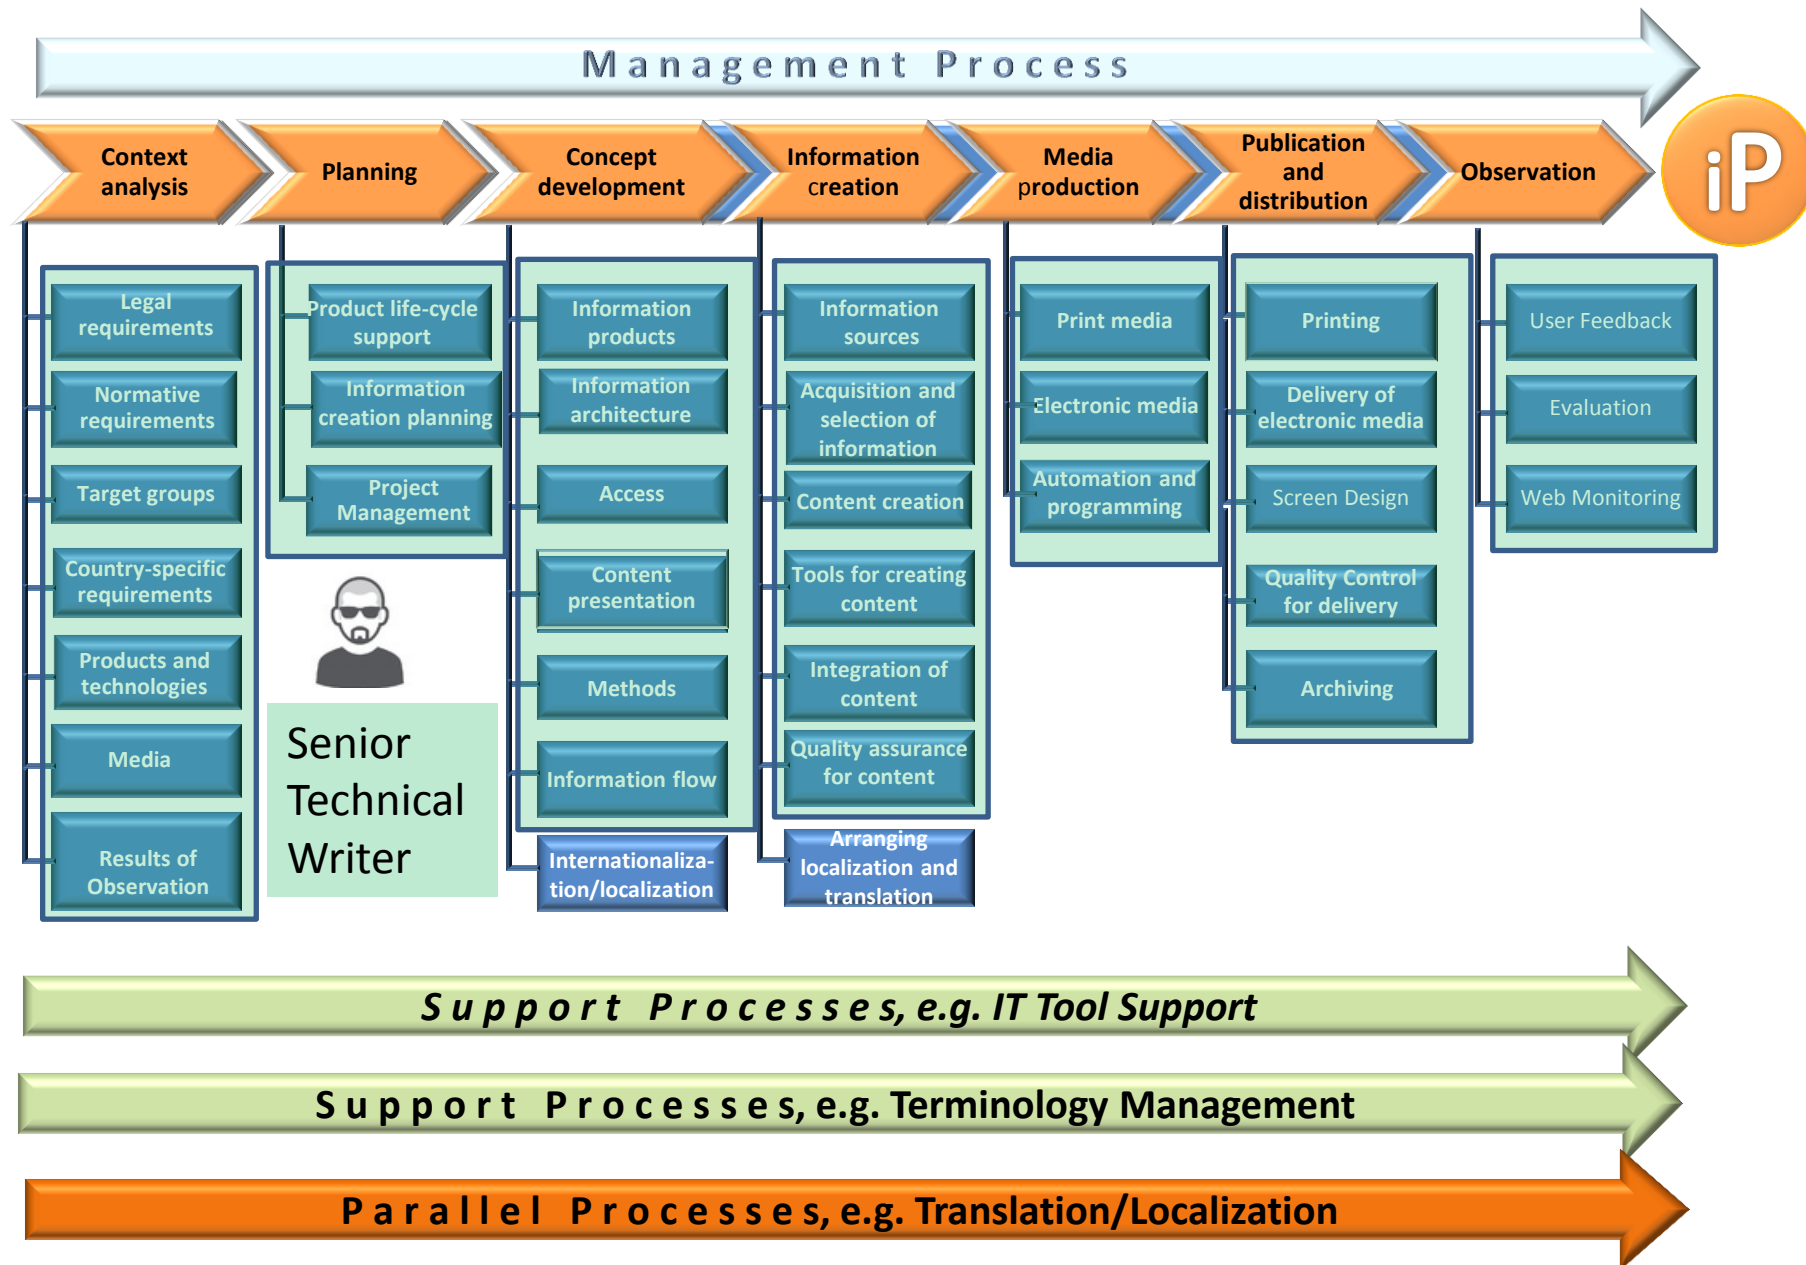 Management Process
Context
analysis
Planning
Concept
development
Information
creation
Media
production
Publication
and
distribution
Observation
iP
Legal
requirements
Normative
requirements
Target groups
Country-specific
requirements
Products and
technologies
Media
Results of
Observation
Product life-cycle
support
Information
creation planning
Project
Management
Senior
Technical
Writer
Information
products
Information
architecture
Access
Content
presentation
Methods
Information flow
Internationaliza-
tion/localization
Information
sources
Acquisition and
selection of
information
Content creation
Tools for creating
content
Integration of
content
Quality assurance
for content
Arranging
localization and
translation
Print media
Electronic media
Automation and
programming
Printing
Delivery of
electronic media
Screen Design
Quality Control
for delivery
Archiving
User Feedback
Evaluation
Web Monitoring
Support Processes, e.g. IT Tool Support
Support Processes, e.g. Terminology Management
Parallel Processes, e.g. Translation/Localization